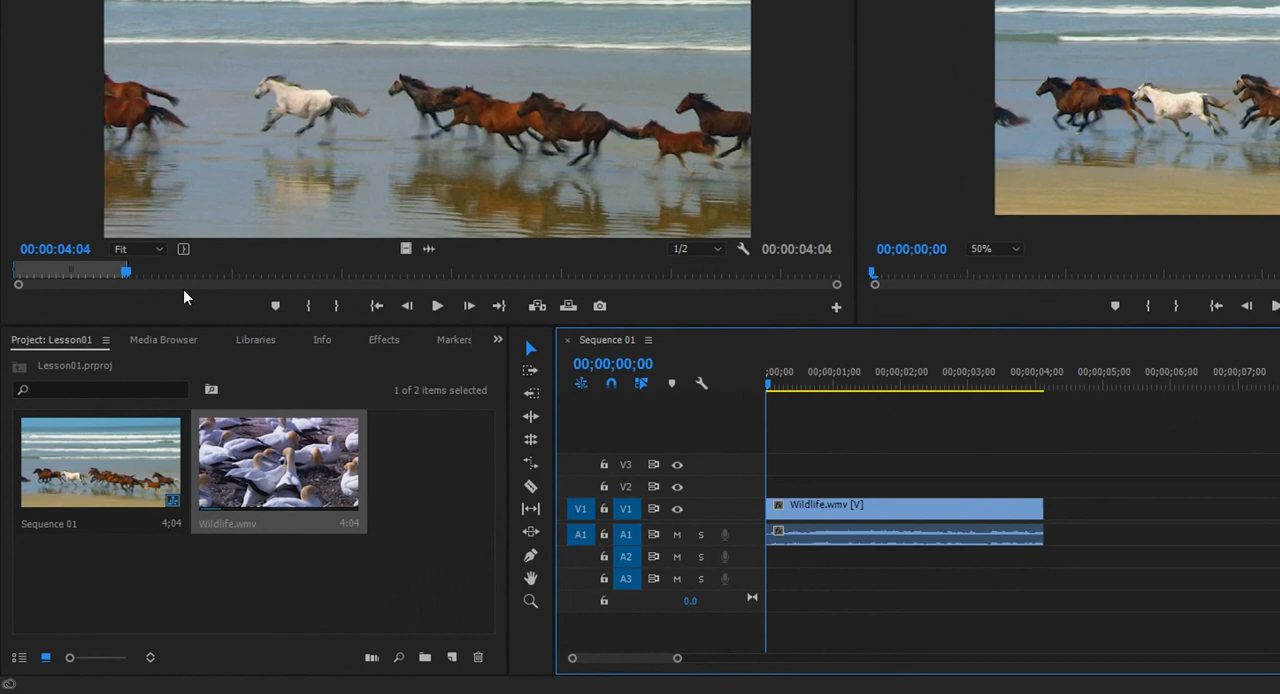 00:00:04:04 Fit 1/2 00:00:04:04 00;00;00;00 50%
Project: Lesson01 Media Browser Libraries Info Effects Markers
Lesson01.prproj
1 of 2 items selected
Sequence 01 4;04 Wildlife.wmv 4:04
Sequence 01
00;00;00;00
;00;00 00;00;01;00 00;00;02;00 00;00;03;00 00;00;04;00 00;00;05;00 00;00;06;00 00;00;07;00
V3
V2
V1 V1 Wildlife.wmv [V]
A1 A1 M S
A2 M S
A3 M S
0.0